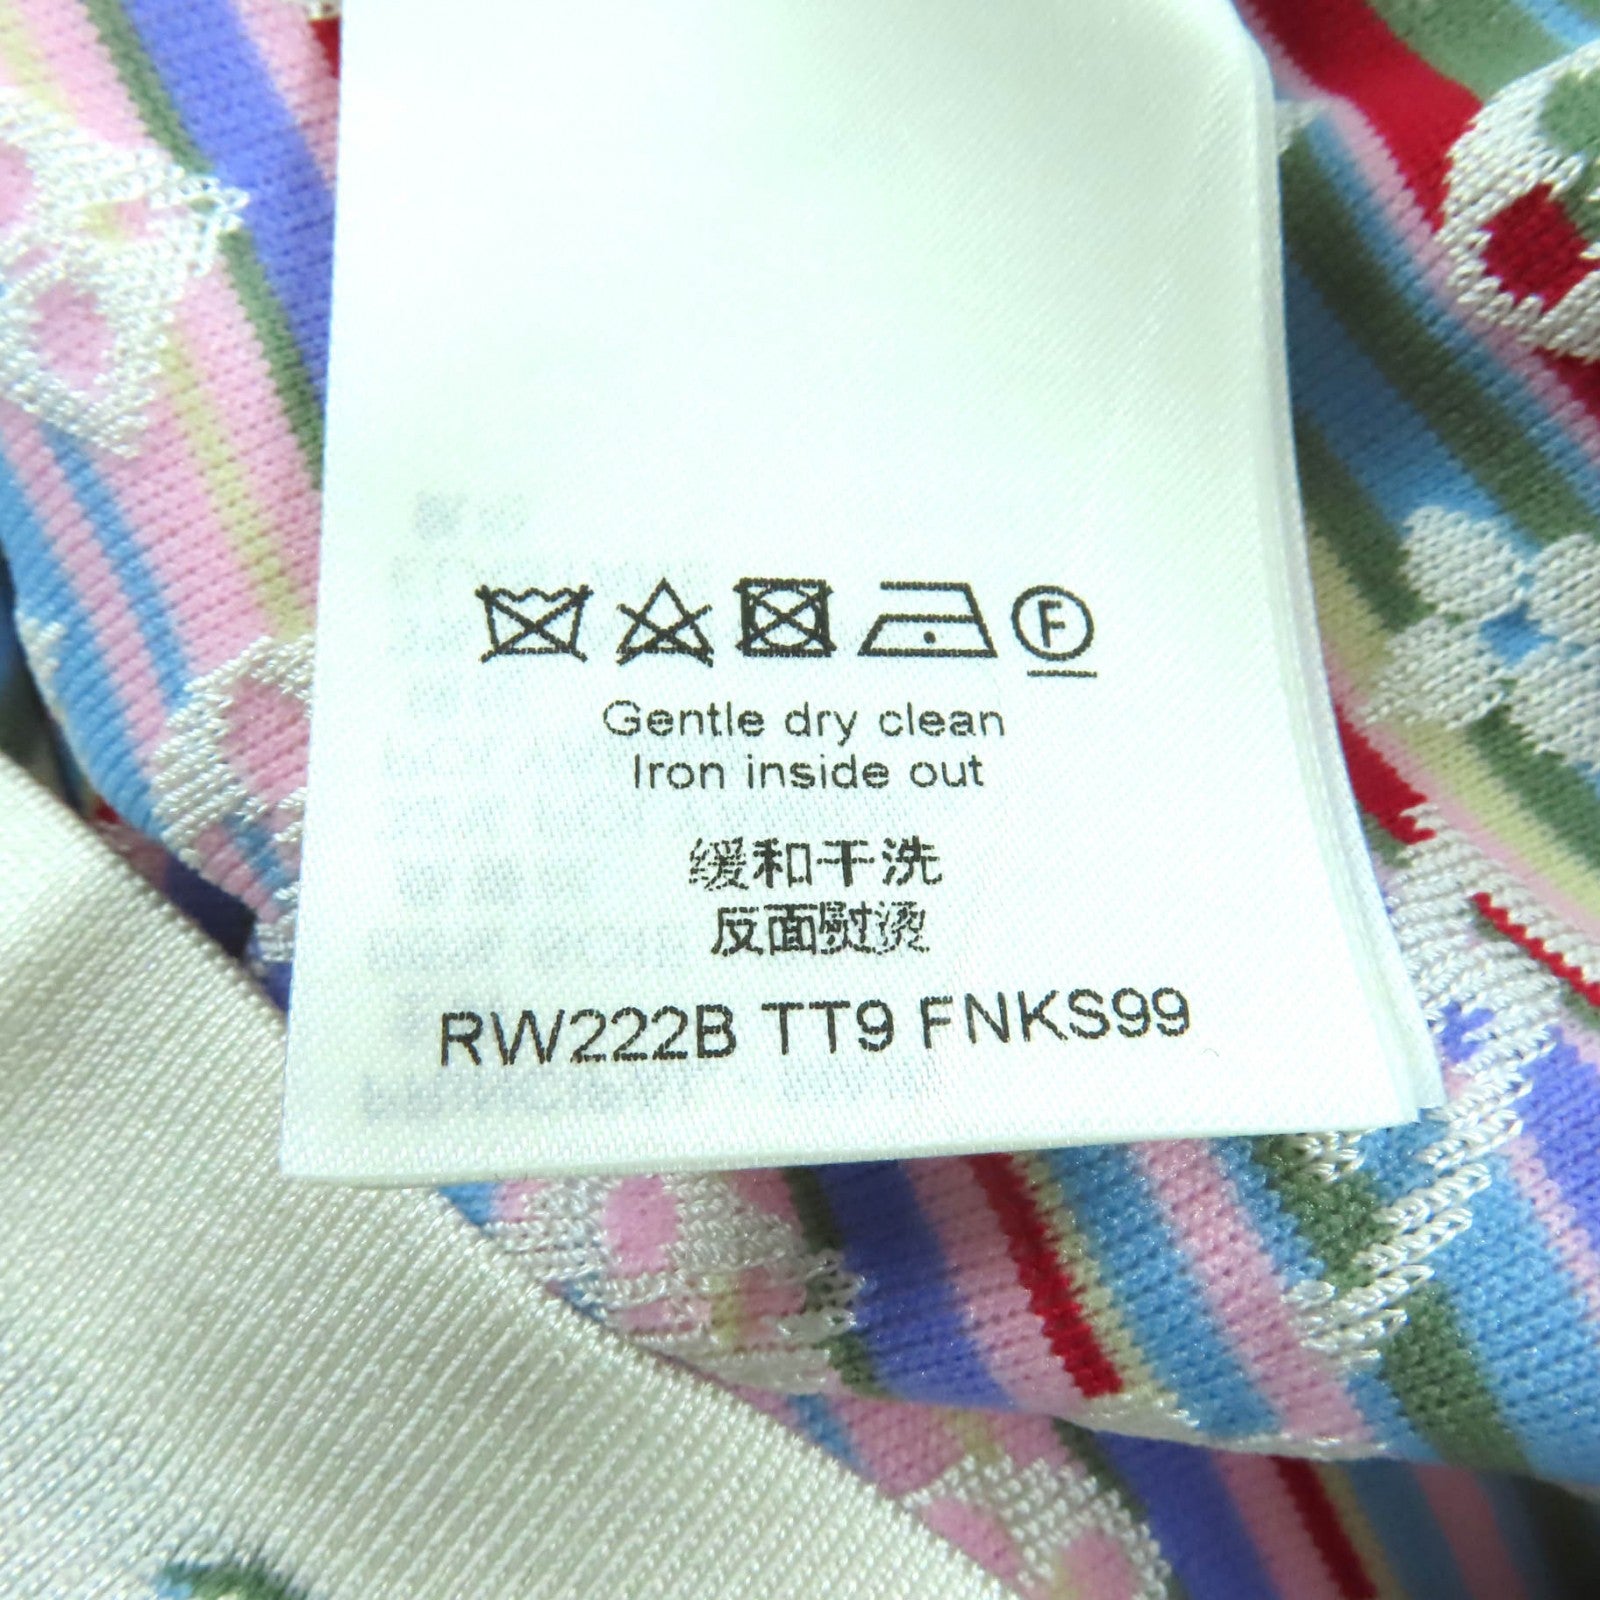 F
Gentle dry clean
Iron inside out
缓和干洗
反面熨烫
RW222B TT9 FNKS99